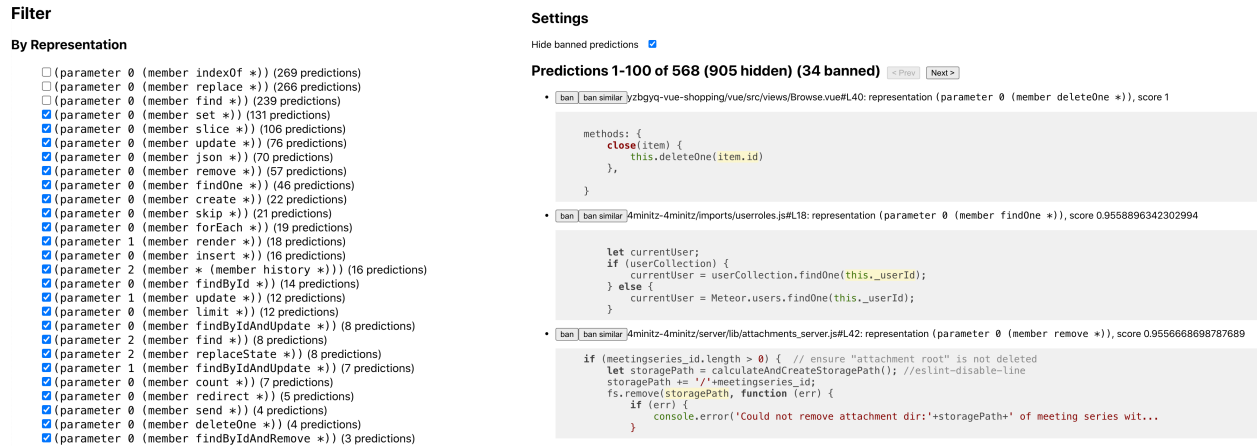 Filter
By Representation
(parameter 0 (member indexOf *)) (269 predictions)
(parameter 0 (member replace *)) (266 predictions)
(parameter 0 (member find *)) (239 predictions)
(parameter 0 (member set *)) (131 predictions)
(parameter 0 (member slice *)) (106 predictions)
(parameter 0 (member update *)) (76 predictions)
(parameter 0 (member json *)) (70 predictions)
(parameter 0 (member remove *)) (57 predictions)
(parameter 0 (member findOne *)) (46 predictions)
(parameter 0 (member create *)) (22 predictions)
(parameter 0 (member skip *)) (21 predictions)
(parameter 0 (member forEach *)) (19 predictions)
(parameter 1 (member render *)) (18 predictions)
(parameter 0 (member insert *)) (16 predictions)
(parameter 2 (member * (member history *))) (16 predictions)
(parameter 0 (member findById *)) (14 predictions)
(parameter 1 (member update *)) (12 predictions)
(parameter 0 (member limit *)) (12 predictions)
(parameter 0 (member findByIdAndUpdate *)) (8 predictions)
(parameter 2 (member find *)) (8 predictions)
(parameter 2 (member replaceState *)) (8 predictions)
(parameter 1 (member findByIdAndUpdate *)) (7 predictions)
(parameter 0 (member count *)) (7 predictions)
(parameter 0 (member redirect *)) (5 predictions)
(parameter 0 (member send *)) (4 predictions)
(parameter 0 (member deleteOne *)) (4 predictions)
(parameter 0 (member findByIdAndRemove *)) (3 predictions)
Settings
Hide banned predictions
Predictions 1-100 of 568 (905 hidden) (34 banned) < Prev Next >
ban ban similar yzbgyq-vue-shopping/vue/src/views/Browse.vue#L40: representation (parameter 0 (member deleteOne *)), score 1
methods: {
close(item) {
this.deleteOne(item.id)
},
}
ban ban similar 4minitz-4minitz/imports/userroles.js#L18: representation (parameter 0 (member findOne *)), score 0.9558896342302994
let currentUser;
if (userCollection) {
currentUser = userCollection.findOne(this._userId);
} else {
currentUser = Meteor.users.findOne(this._userId);
}
ban ban similar 4minitz-4minitz/server/lib/attachments_server.js#L42: representation (parameter 0 (member remove *)), score 0.9556668698787689
if (meetingseries_id.length > 0) { // ensure "attachment root" is not deleted
let storagePath = calculateAndCreateStoragePath(); //eslint-disable-line
storagePath += '/'+meetingseries_id;
fs.remove(storagePath, function (err) {
if (err) {
console.error('Could not remove attachment dir:'+storagePath+' of meeting series wit...
}